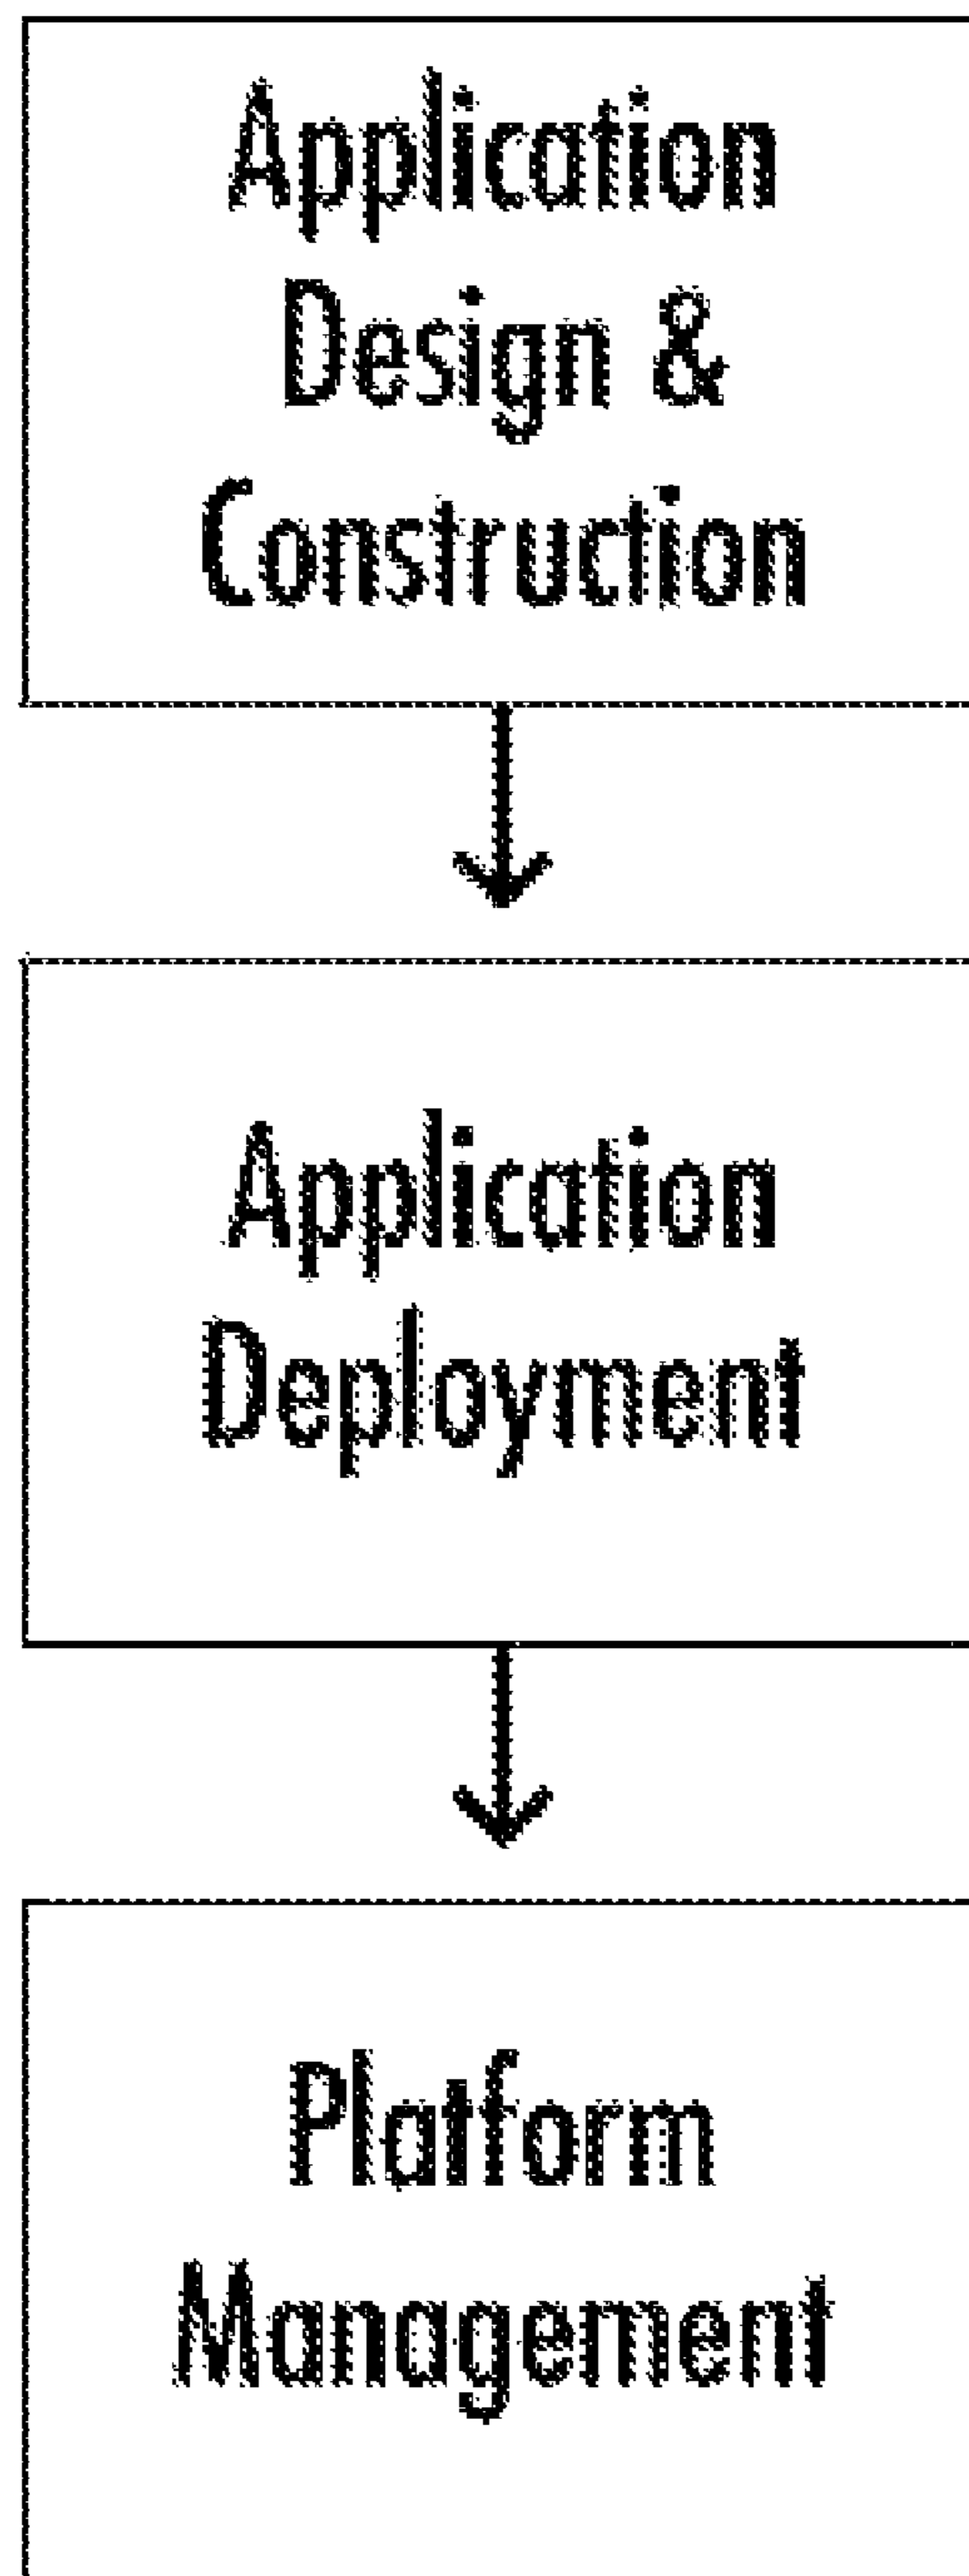 Application
Design &
Construction
Application
Deployment
Platform
Management